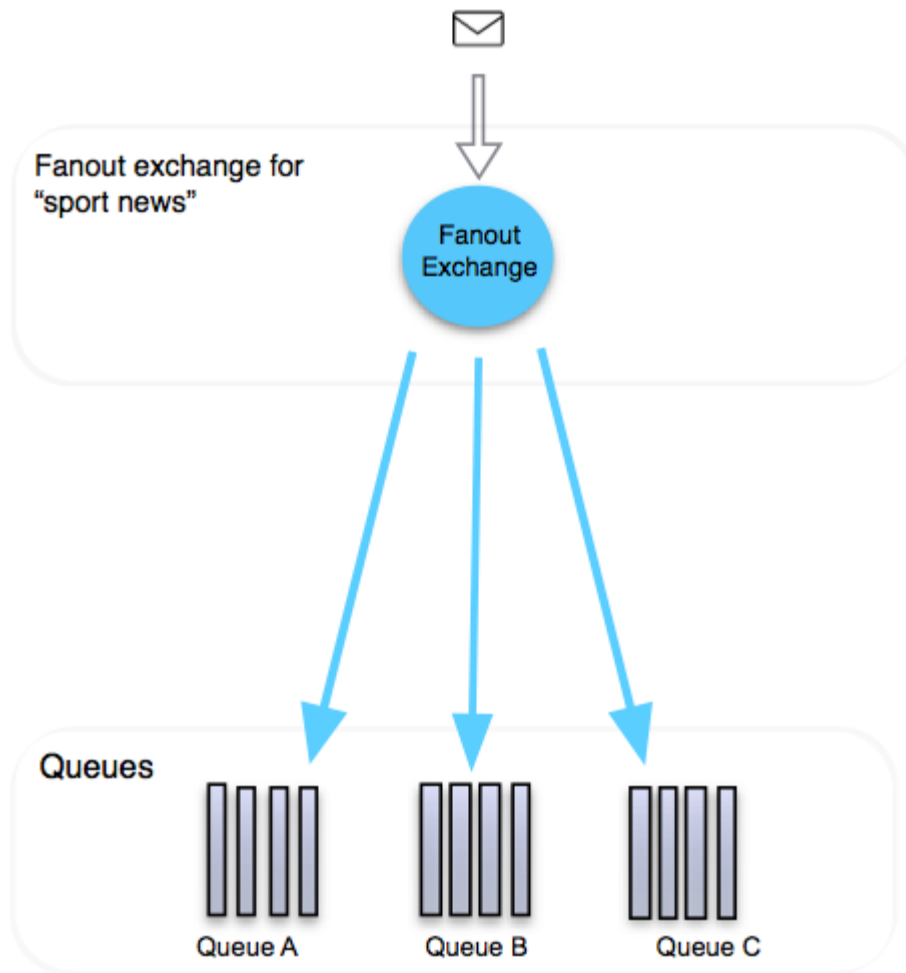 Fanout exchange for
“sport news”
Fanout
Exchange
Queues
Queue A
Queue B
Queue C